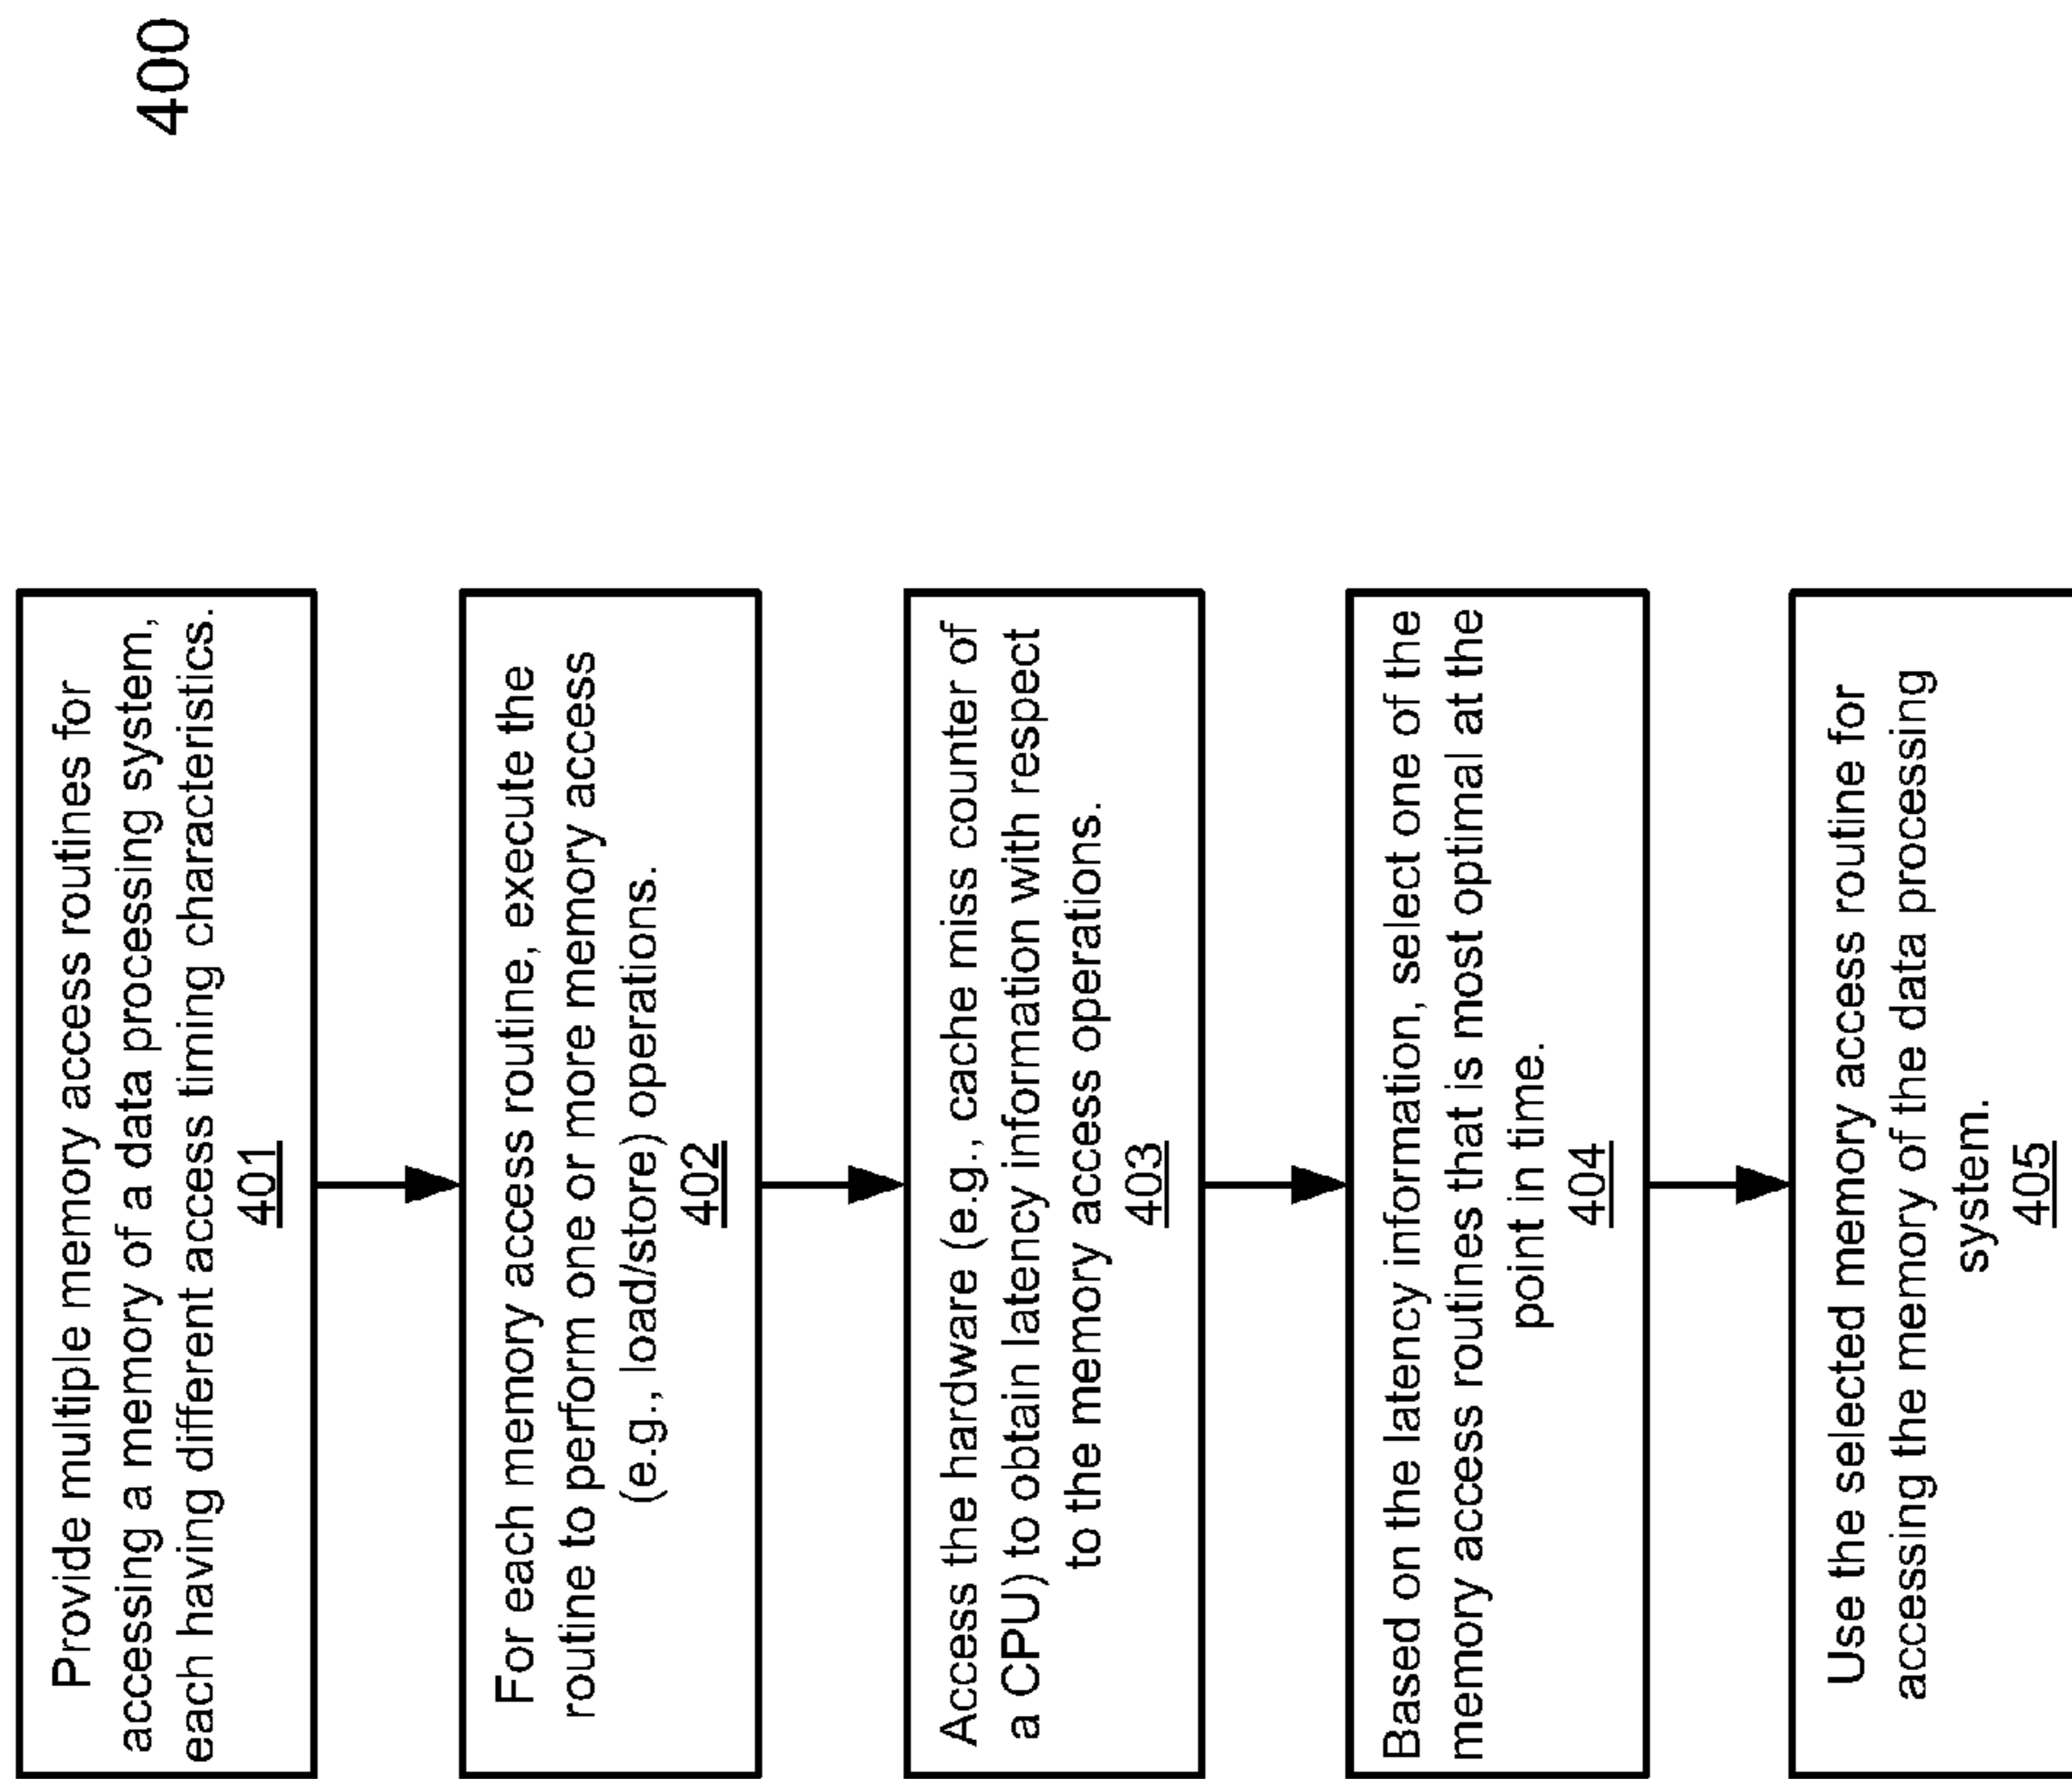 400
Provide multiple memory access routines for
accessing a memory of a data processing system,
each having different access timing characteristics.
401
For each memory access routine, execute the
routine to perform one or more memory access
(e.g., load/store) operations.
402
Access the hardware (e.g., cache miss counter of
a CPU) to obtain latency information with respect
to the memory access operations.
403
Based on the latency information, select one of the
memory access routines that is most optimal at the
point in time.
404
Use the selected memory access routine for
accessing the memory of the data processing
system.
405